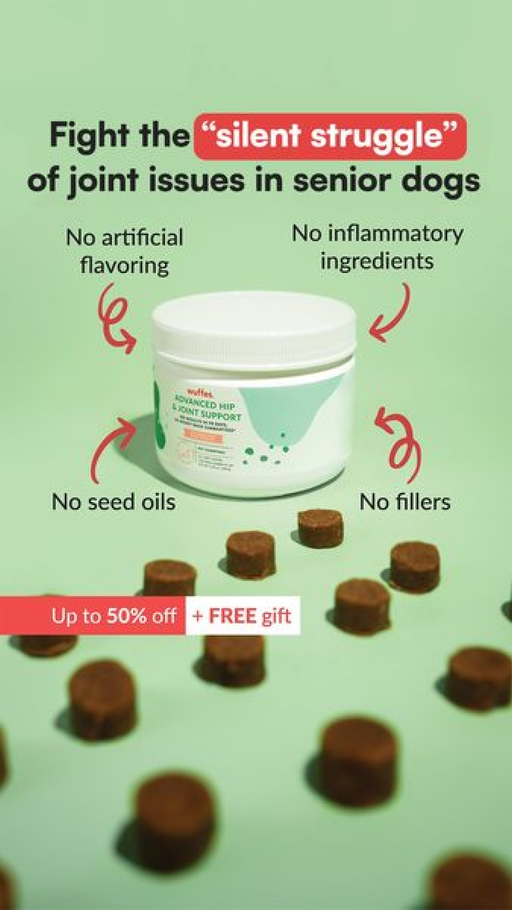 Fight the “silent struggle”
of joint issues in senior dogs
No artificial
flavoring
No inflammatory
ingredients
wuffes.
ADVANCED HIP
& JOINT SUPPORT
No seed oils
No fillers
Up to 50% off + FREE gift